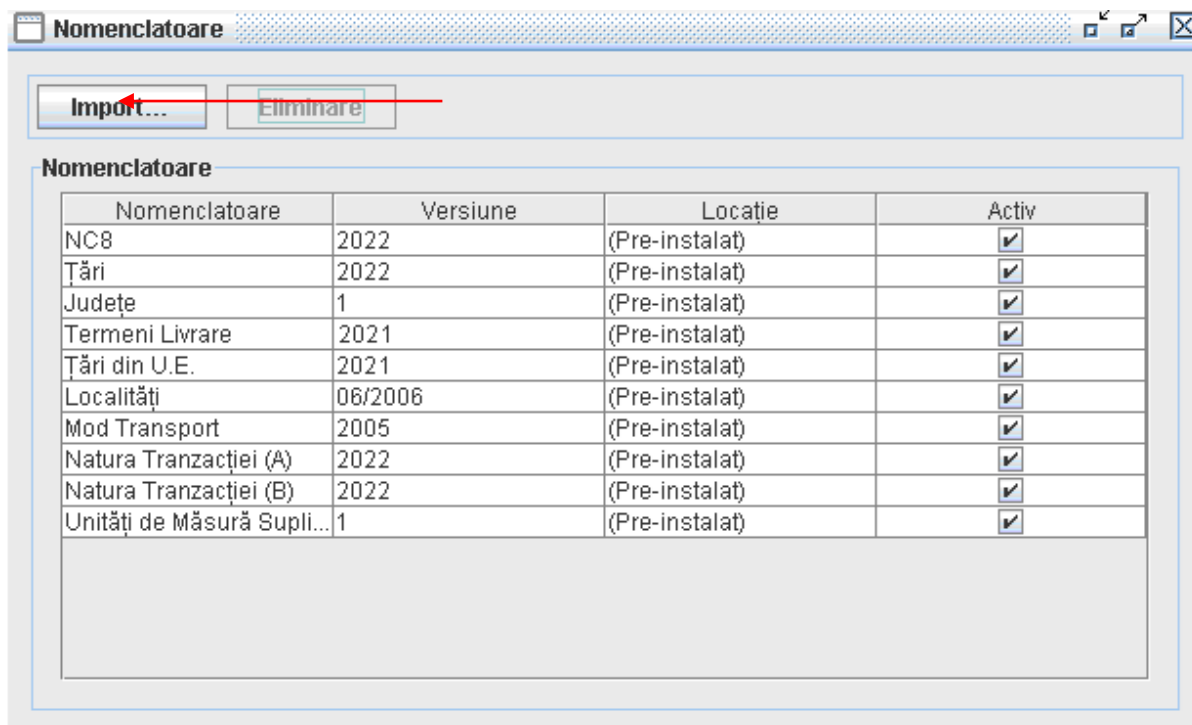 Nomenclatoare
Import... Eliminare
Nomenclatoare
Nomenclatoare Versiune Locație Activ
NC8 2022 (Pre-instalat)
Țări 2022 (Pre-instalat)
Județe 1 (Pre-instalat)
Termeni Livrare 2021 (Pre-instalat)
Țări din U.E. 2021 (Pre-instalat)
Localități 06/2006 (Pre-instalat)
Mod Transport 2005 (Pre-instalat)
Natura Tranzacției (A) 2022 (Pre-instalat)
Natura Tranzacției (B) 2022 (Pre-instalat)
Unități de Măsură Supli... 1 (Pre-instalat)